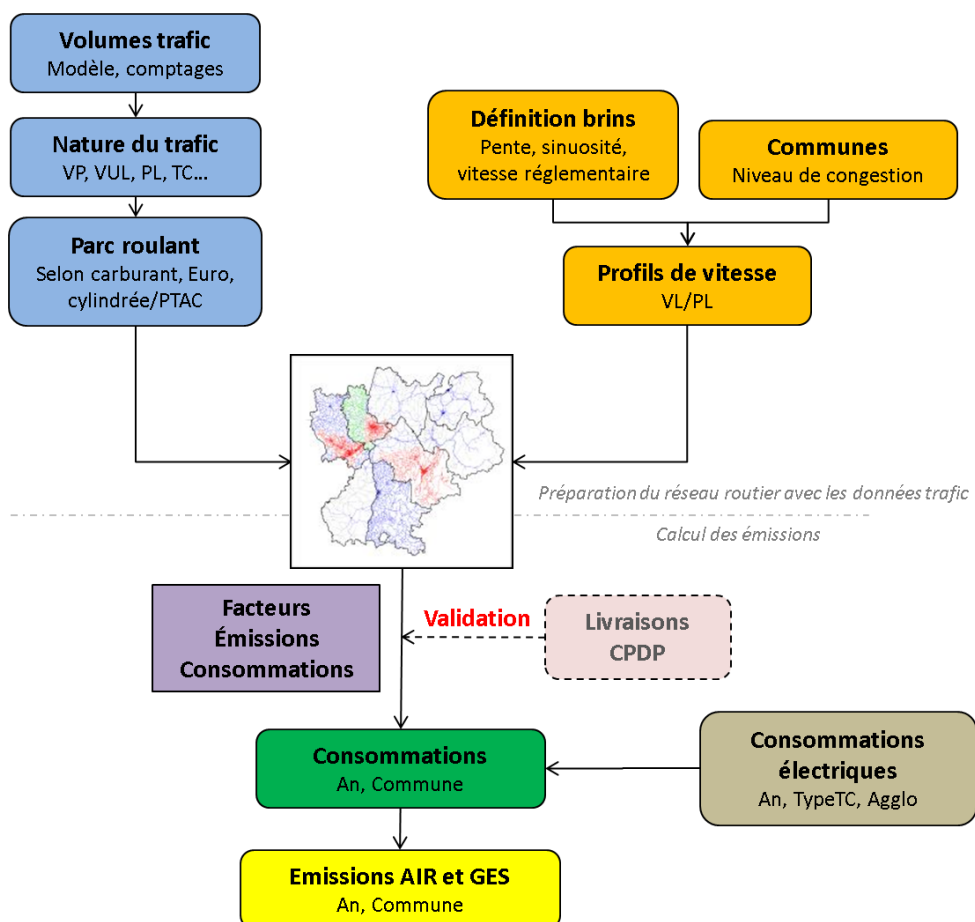 Volumes trafic
Modèle, comptages
Nature du trafic
VP, VUL, PL, TC...
Parc roulant
Selon carburant, Euro,
cylindrée/PTAC
Définition brins
Pente, sinuosité,
vitesse réglementaire
Communes
Niveau de congestion
Profils de vitesse
VL/PL
Préparation du réseau routier avec les données trafic
Calcul des émissions
Facteurs
Émissions
Consommations
Validation
Livraisons
CPDP
Consommations
An, Commune
Consommations
électriques
An, TypeTC, Agglo
Emissions AIR et GES
An, Commune